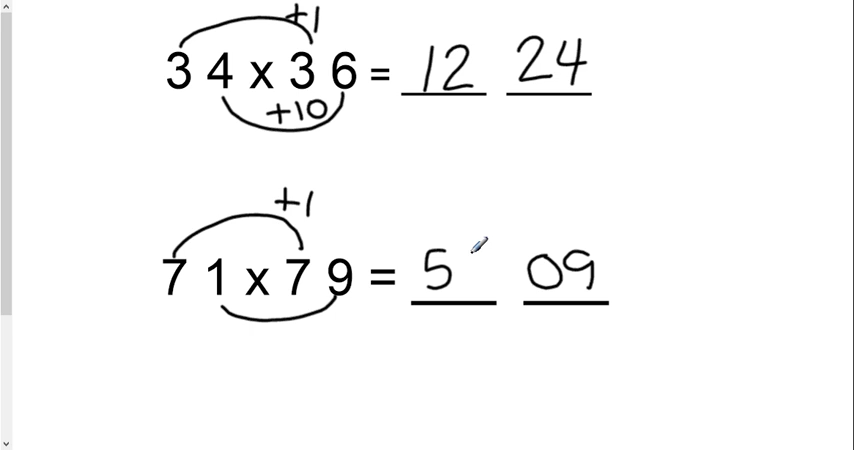 +1
34 x 36 = 12 24
+10
+1
71 x 79 = 5 09